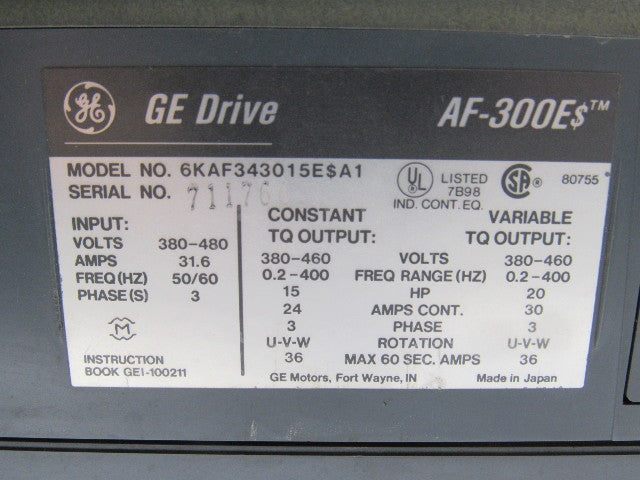 GE GE Drive AF-300E$™
MODEL NO. 6KAF343015E$A1
SERIAL NO. 7117
UL LISTED
7B98
IND. CONT. EQ.
SA ® 80755
INPUT:
VOLTS 380-480
AMPS 31.6
FREQ(HZ) 50/60
PHASE(S) 3
M
INSTRUCTION
BOOK GEI-100211
CONSTANT VARIABLE
TQ OUTPUT: TQ OUTPUT:
380-460 VOLTS 380-460
0.2-400 FREQ RANGE(HZ) 0.2-400
15 HP 20
24 AMPS CONT. 30
3 PHASE 3
U-V-W ROTATION U-V-W
36 MAX 60 SEC. AMPS 36
GE Motors, Fort Wayne, IN Made in Japan